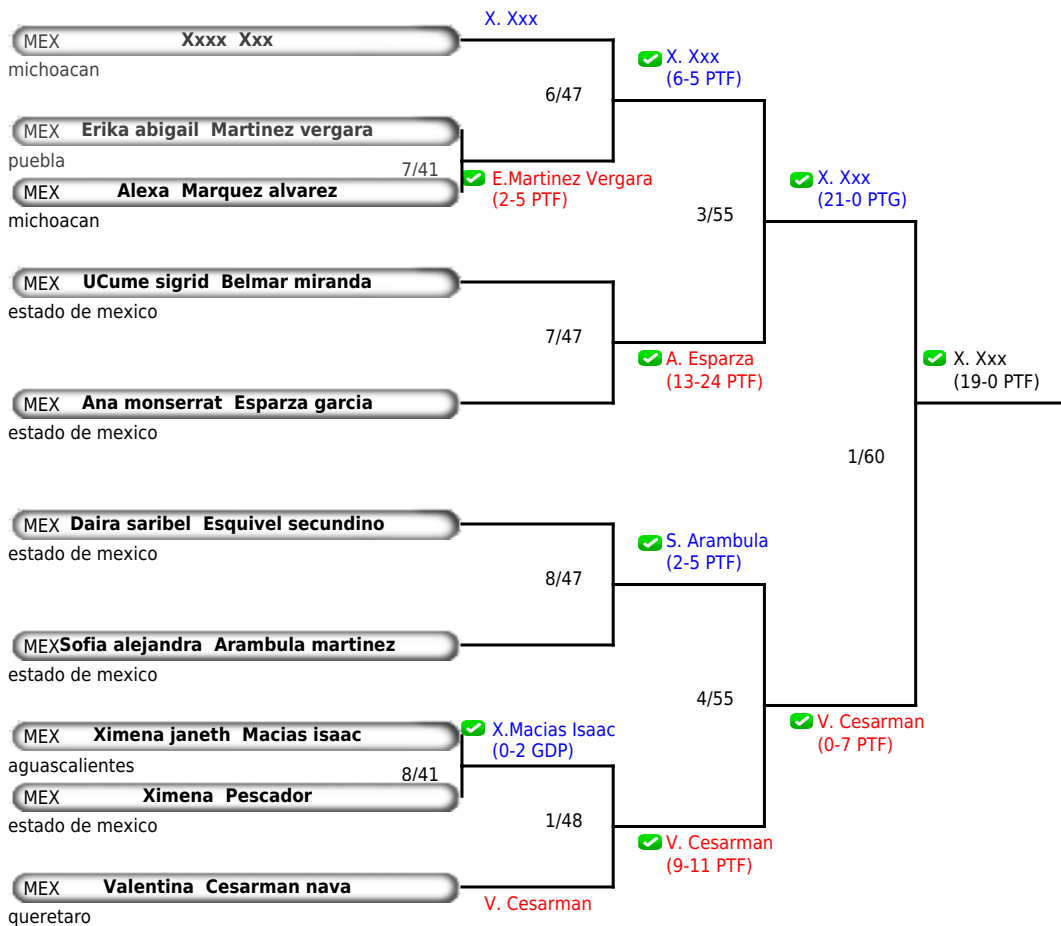 X. Xxx
MEX Xxxx Xxx
michoacan
X. Xxx
(6-5 PTF)
6/47
MEX Erika abigail Martinez vergara
puebla
7/41
E.Martinez Vergara
(2-5 PTF)
MEX Alexa Marquez alvarez
michoacan
X. Xxx
(21-0 PTG)
3/55
MEX UCume sigrid Belmar miranda
estado de mexico
7/47
A. Esparza
(13-24 PTF)
X. Xxx
(19-0 PTF)
MEX Ana monserrat Esparza garcia
estado de mexico
1/60
MEX Daira saribel Esquivel secundino
estado de mexico
S. Arambula
(2-5 PTF)
8/47
MEX Sofia alejandra Arambula martinez
estado de mexico
4/55
V. Cesarman
(0-7 PTF)
MEX Ximena janeth Macias isaac
aguascalientes
8/41
X.Macias Isaac
(0-2 GDP)
MEX Ximena Pescador
estado de mexico
1/48
V. Cesarman
(9-11 PTF)
MEX Valentina Cesarman nava
queretaro
V. Cesarman